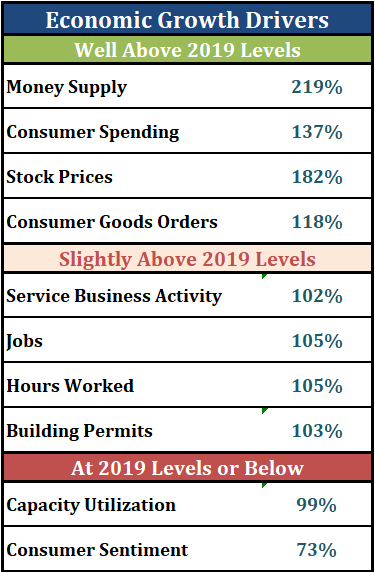 Economic Growth Drivers
Well Above 2019 Levels
Money Supply 219%
Consumer Spending 137%
Stock Prices 182%
Consumer Goods Orders 118%
Slightly Above 2019 Levels
Service Business Activity 102%
Jobs 105%
Hours Worked 105%
Building Permits 103%
At 2019 Levels or Below
Capacity Utilization 99%
Consumer Sentiment 73%